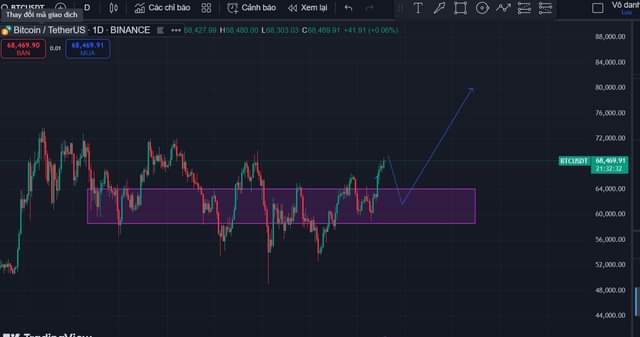 BTCUSDT D Các chỉ báo Cảnh báo Xem lại Vô danh
Lưu
Thay đổi mã giao dịch
Bitcoin / TetherUS · 1D · BINANCE 68,427.99 H68,480.00 L68,303.03 C68,469.91 +41.91 (+0.06%)
68,469.90 0.01 68,469.91
BÁN MUA
88,000.00
84,000.00
80,000.00
76,000.00
72,000.00
BTCUSDT 68,469.91
21:32:32
64,000.00
60,000.00
56,000.00
52,000.00
48,000.00
44,000.00
TradingView